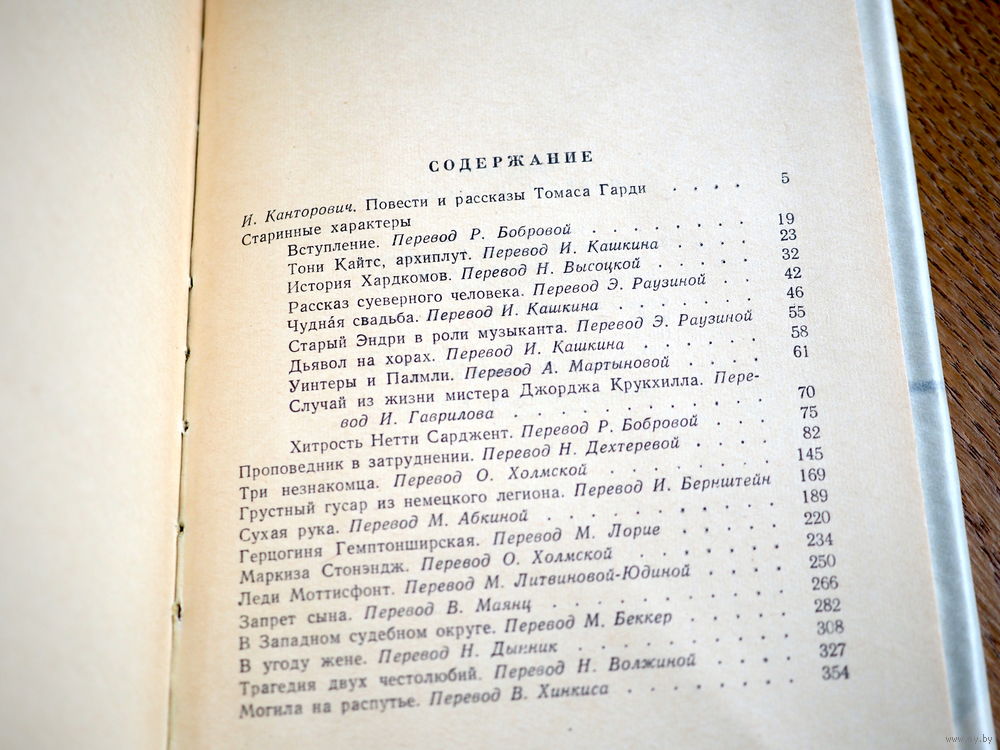 СОДЕРЖАНИЕ
И. Канторович. Повести и рассказы Томаса Гарди . . . . 5
Старинные характеры
Вступление. Перевод Р. Бобровой . . . . . . . . 19
Тони Кайтс, архиплут. Перевод И. Кашкина . . . . 23
История Хардкомов. Перевод Н. Высоцкой . . . . . 32
Рассказ суеверного человека. Перевод Э. Раузиной . . 42
Чудна́я свадьба. Перевод И. Кашкина . . . . . . 46
Старый Эндри в роли музыканта. Перевод Э. Раузиной 55
Дьявол на хорах. Перевод И. Кашкина . . . . . . 58
Уинтеры и Палмли. Перевод А. Мартыновой . . . . 61
Случай из жизни мистера Джорджа Крукхилла. Пере-
вод И. Гаврилова . . . . . . . . . . . 70
Хитрость Нетти Сарджент. Перевод Р. Бобровой . . 75
Проповедник в затруднении. Перевод Н. Дехтеревой . . . 82
Три незнакомца. Перевод О. Холмской . . . . . . . 145
Грустный гусар из немецкого легиона. Перевод И. Бернштейн 169
Сухая рука. Перевод М. Абкиной . . . . . . . . . 189
Герцогиня Гемптонширская. Перевод М. Лорие . . . . 220
Маркиза Стонэндж. Перевод О. Холмской . . . . . . 234
Леди Моттисфонт. Перевод М. Литвиновой-Юдиной . . . . 250
Запрет сына. Перевод В. Маянц . . . . . . . . . 266
В Западном судебном округе. Перевод М. Беккер . . . . 282
В угоду жене. Перевод Н. Дынник . . . . . . . . 308
Трагедия двух честолюбий. Перевод Н. Волжиной . . . . 327
Могила на распутье. Перевод В. Хинкиса . . . . . . 354
www.ay.by